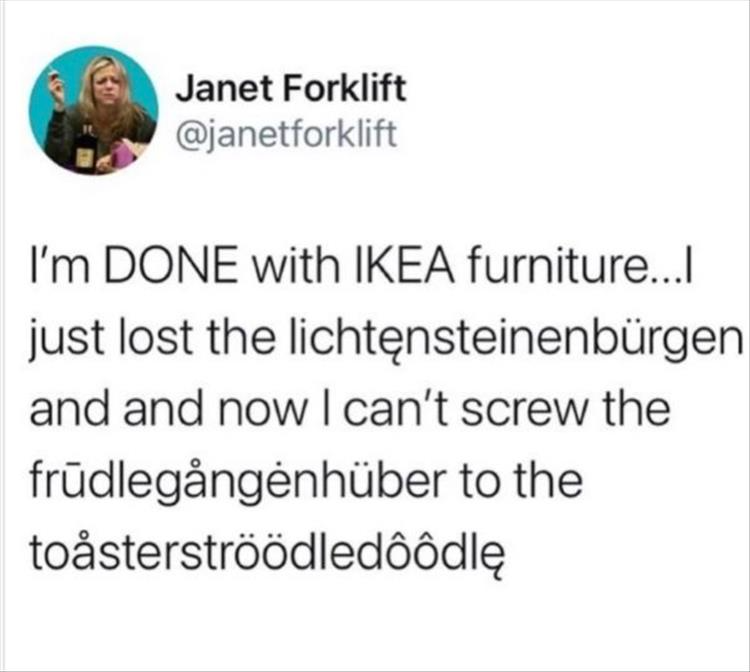 Janet Forklift
@janetforklift
I'm DONE with IKEA furniture...I
just lost the lichtęnsteinenbürgen
and and now I can't screw the
frūdlegångėnhüber to the
toåsterströödledôôdlę